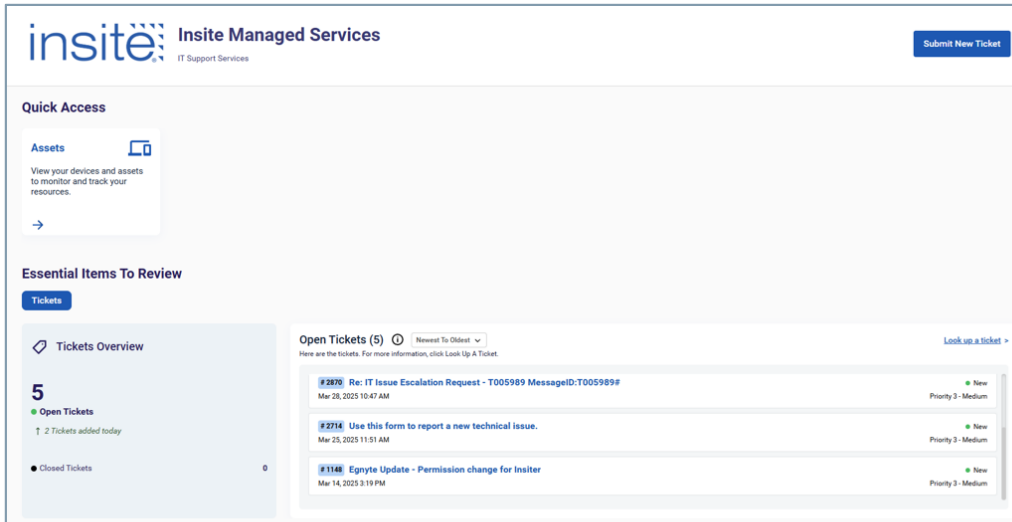 insite
Insite Managed Services
IT Support Services
Submit New Ticket
Quick Access
Assets
View your devices and assets
to monitor and track your
resources.
Essential Items To Review
Tickets
Tickets Overview
5
Open Tickets
↑ 2 Tickets added today
Closed Tickets 0
Open Tickets (5) Newest To Oldest
Look up a ticket >
Here are the tickets. For more information, click Look Up A Ticket.
# 2870 Re: IT Issue Escalation Request - T005989 MessageID:T005989#
New
Mar 28, 2025 10:47 AM
Priority 3 - Medium
# 2714 Use this form to report a new technical issue.
New
Mar 25, 2025 11:51 AM
Priority 3 - Medium
# 1148 Egnyte Update - Permission change for Insiter
New
Mar 14, 2025 3:19 PM
Priority 3 - Medium